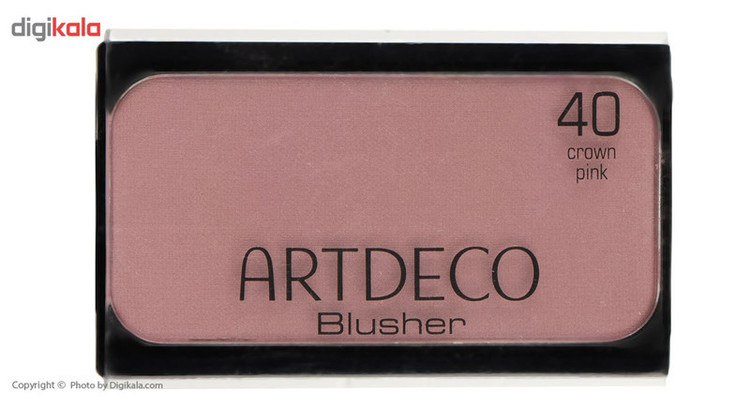 digikala
40
crown
pink
ARTDECO
Blusher
Copyright © Photo by Digikala.com